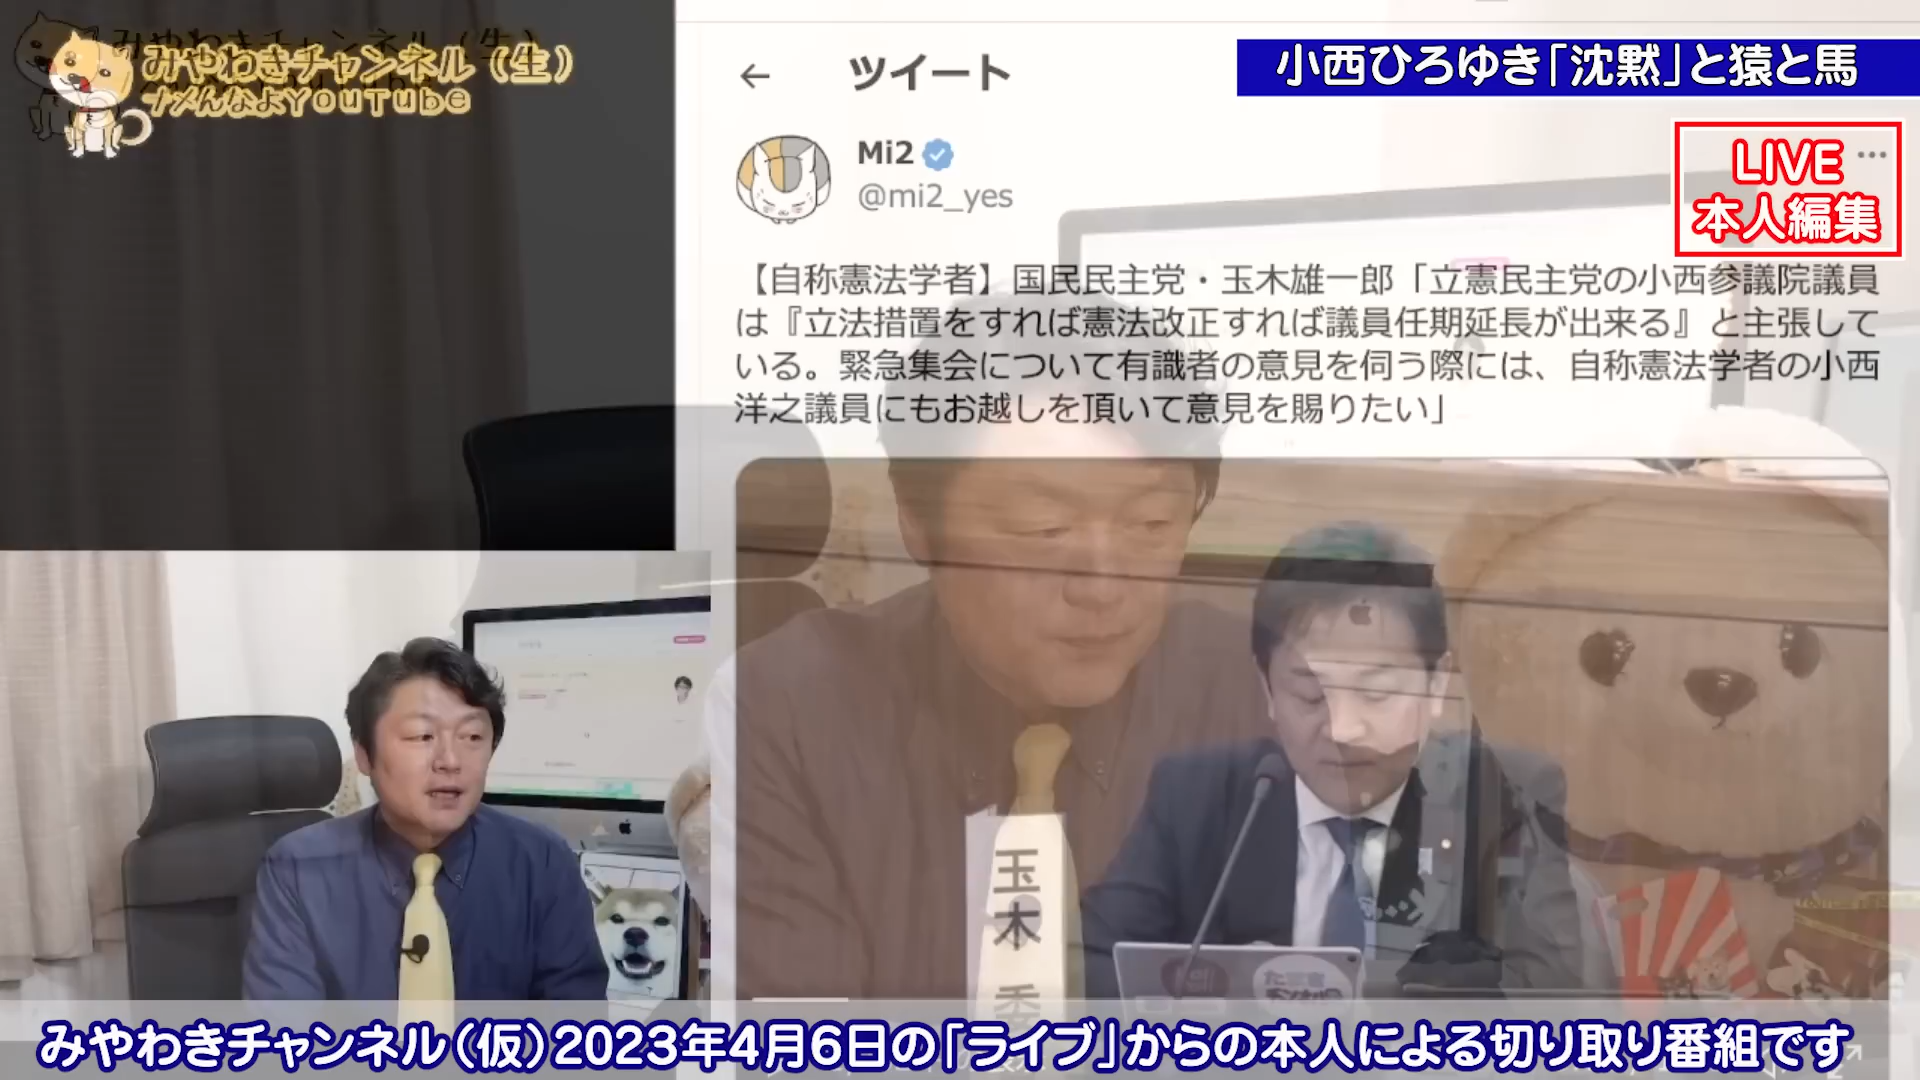 みやわきチャンネル（生）
ナメんなよYouTube
ツイート
小西ひろゆき「沈黙」と猿と馬
LIVE
本人編集
Mi2
@mi2_yes
【自称憲法学者】国民民主党・玉木雄一郎「立憲民主党の小西参議院議員
は『立法措置をすれば憲法改正すれば議員任期延長が出来る』と主張して
いる。緊急集会について有識者の意見を伺う際には、自称憲法学者の小西
洋之議員にもお越しを頂いて意見を賜りたい」
玉木
委
みやわきチャンネル（仮）2023年4月6日の「ライブ」からの本人による切り取り番組です